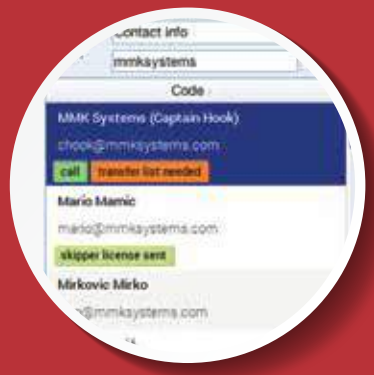 Contact info
mmksystems
Code
MMK Systems (Captain Hook)
chook@mmksystems.com
call transfer list needed
Mario Mamic
mario@mmksystems.com
skipper license sent
Mirkovic Mirko
@mmksystems.com